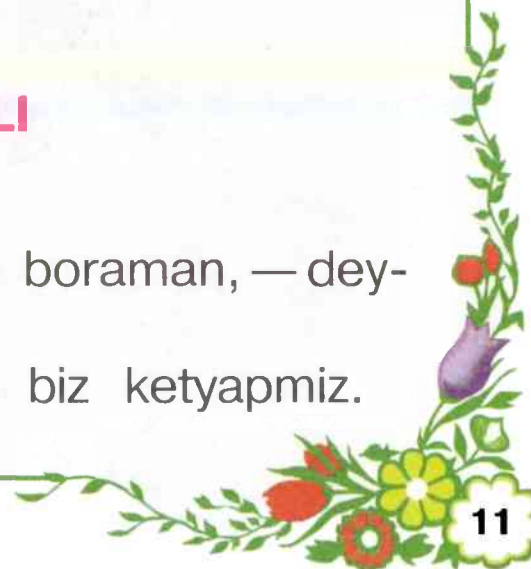 boraman, — dey-
biz ketyapmiz.
11